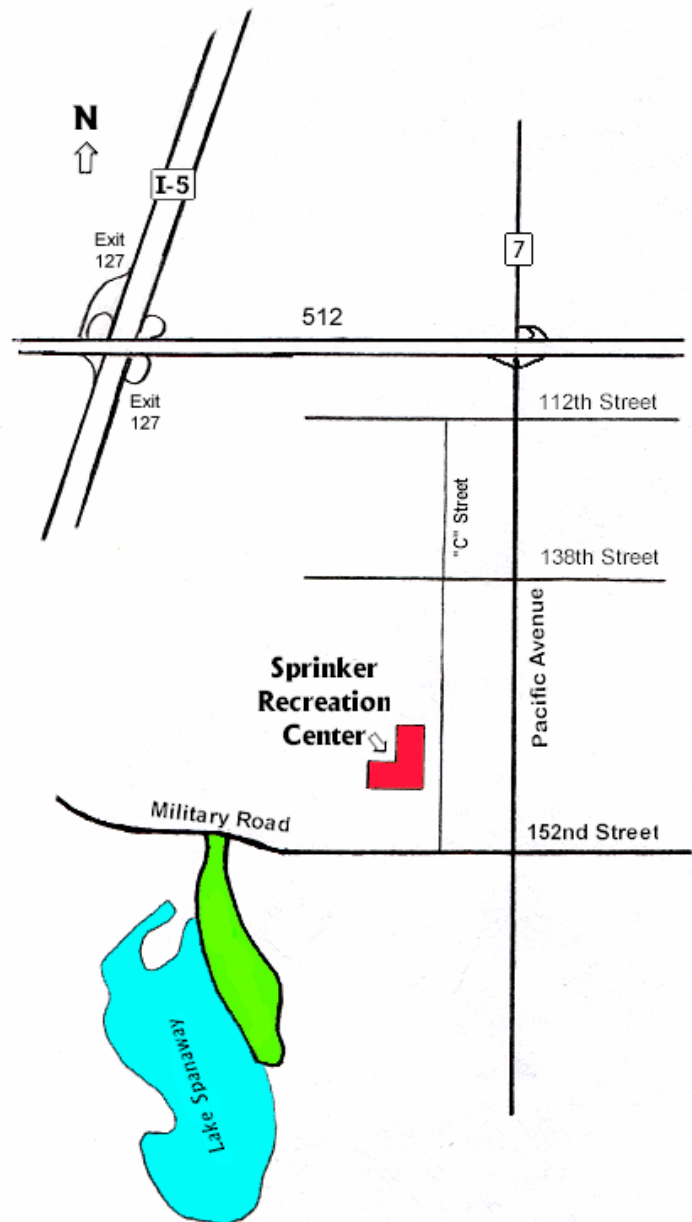 N
I-5
Exit
127
7
512
Exit
127
112th Street
"C" Street
138th Street
Pacific Avenue
Sprinker
Recreation
Center
Military Road
152nd Street
Lake Spanaway